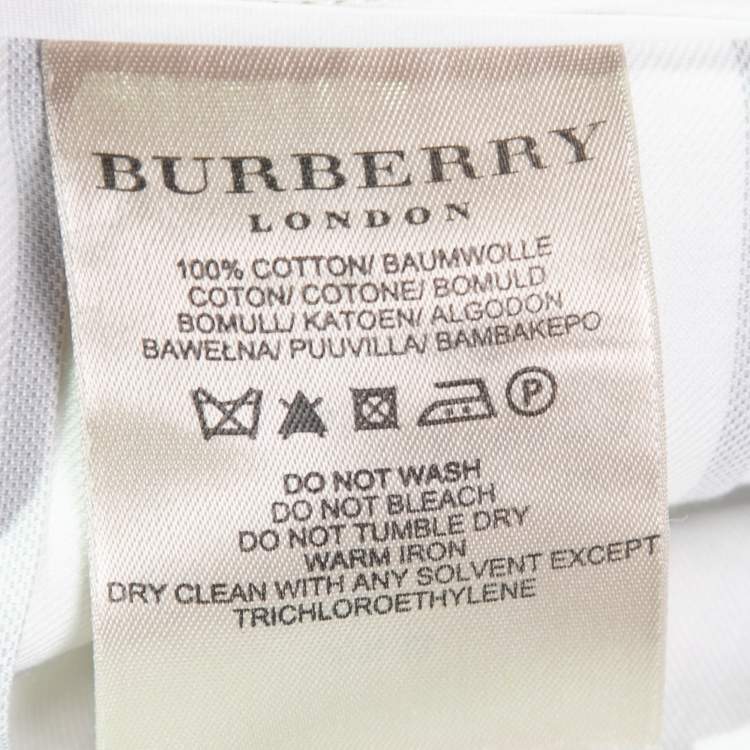 BURBERRY
LONDON
100% COTTON/ BAUMWOLLE
COTON/ COTONE/ BOMULD
BOMULL/ KATOEN/ ALGODON
BAWEŁNA/ PUUVILLA/ BAMBAKEPO
P
DO NOT WASH
DO NOT BLEACH
DO NOT TUMBLE DRY
WARM IRON
DRY CLEAN WITH ANY SOLVENT EXCEPT
TRICHLOROETHYLENE